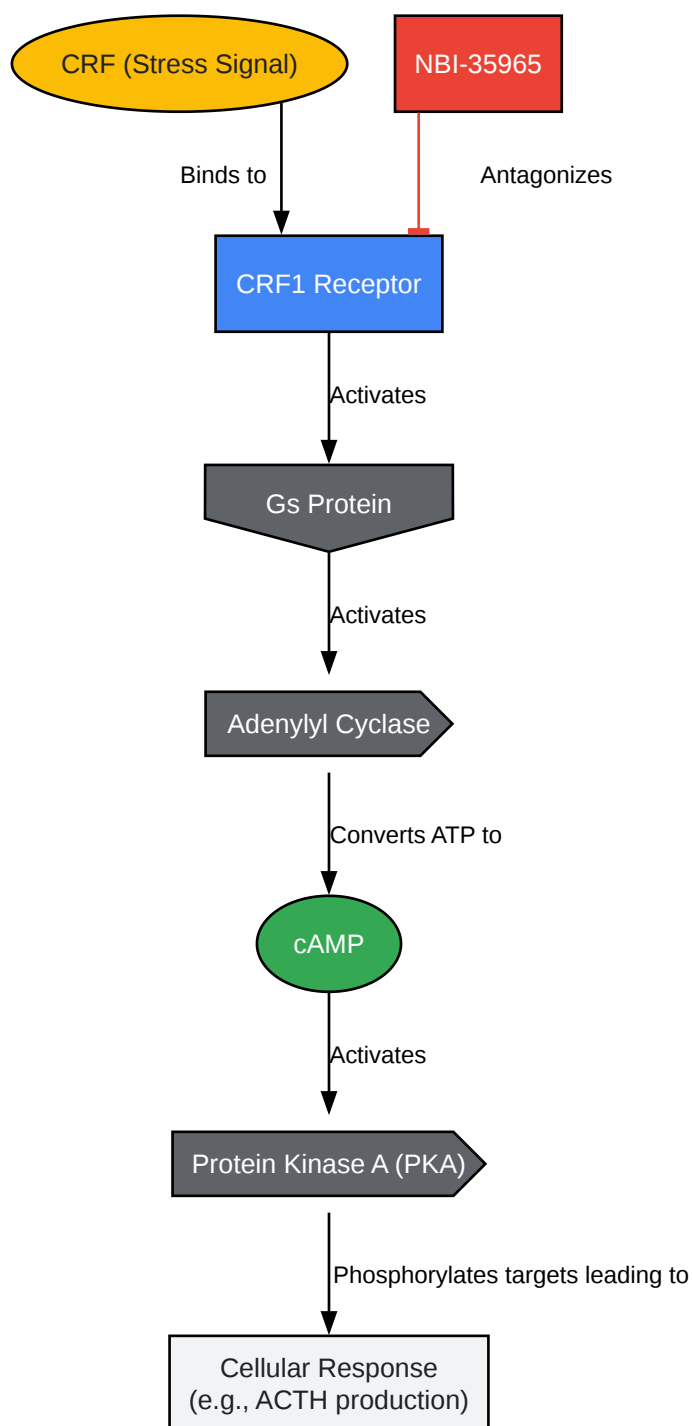 CRF (Stress Signal)
NBI-35965
Binds to
Antagonizes
CRF1 Receptor
Activates
Gs Protein
Activates
Adenylyl Cyclase
Converts ATP to
cAMP
Activates
Protein Kinase A (PKA)
Phosphorylates targets leading to
Cellular Response
(e.g., ACTH production)